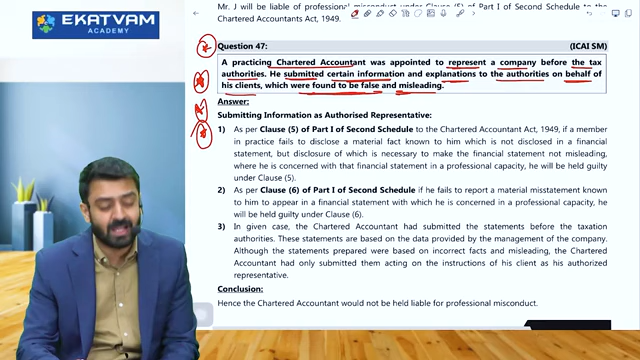 EKATVAM
ACADEMY
Mr. J will be liable of professional misconduct under Clause (5) of Part I of Second Schedule to the
Chartered Accountants Act, 1949.
Question 47: (ICAI SM)
A practicing Chartered Accountant was appointed to represent a company before the tax
authorities. He submitted certain information and explanations to the authorities on behalf of
his clients, which were found to be false and misleading.
Answer:
Submitting Information as Authorised Representative:
1) As per Clause (5) of Part I of Second Schedule to the Chartered Accountant Act, 1949, if a member
in practice fails to disclose a material fact known to him which is not disclosed in a financial
statement, but disclosure of which is necessary to make the financial statement not misleading,
where he is concerned with that financial statement in a professional capacity, he will be held guilty
under Clause (5).
2) As per Clause (6) of Part I of Second Schedule if he fails to report a material misstatement known
to him to appear in a financial statement with which he is concerned in a professional capacity, he
will be held guilty under Clause (6).
3) In given case, the Chartered Accountant had submitted the statements before the taxation
authorities. These statements are based on the data provided by the management of the company.
Although the statements prepared were based on incorrect facts and misleading, the Chartered
Accountant had only submitted them acting on the instructions of his client as his authorized
representative.
Conclusion:
Hence the Chartered Accountant would not be held liable for professional misconduct.